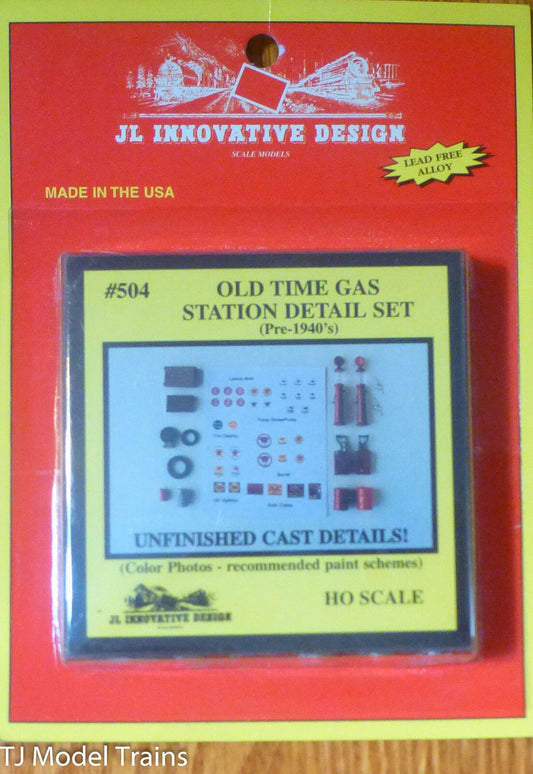 JL INNOVATIVE DESIGN
SCALE MODELS
LEAD FREE
ALLOY
MADE IN THE USA
#504
OLD TIME GAS
STATION DETAIL SET
(Pre-1940's)
UNFINISHED CAST DETAILS!
(Color Photos - recommended paint schemes)
JL INNOVATIVE DESIGN
HO SCALE
TJ Model Trains